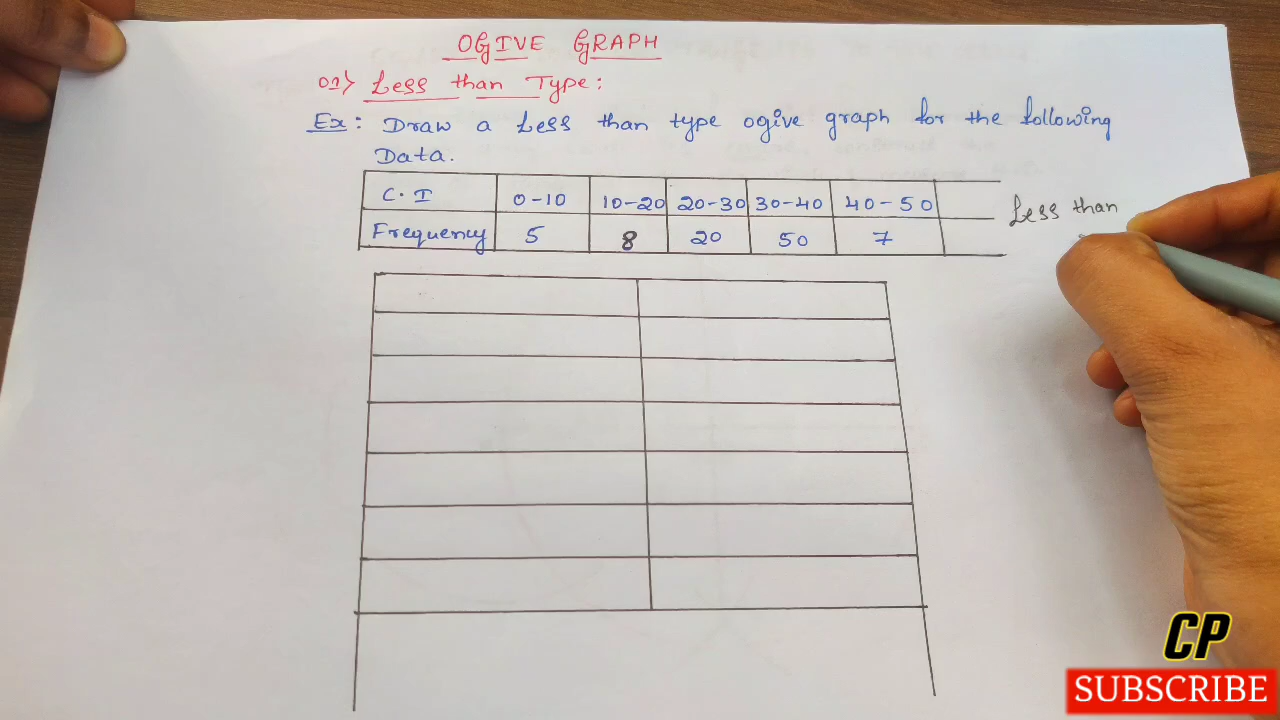 OGIVE GRAPH
01) Less than Type:
Ex: Draw a Less than type ogive graph for the following
Data.
C.I 0-10 10-20 20-30 30-40 40-50
Less than
Frequency 5 8 20 50 7
CP
SUBSCRIBE